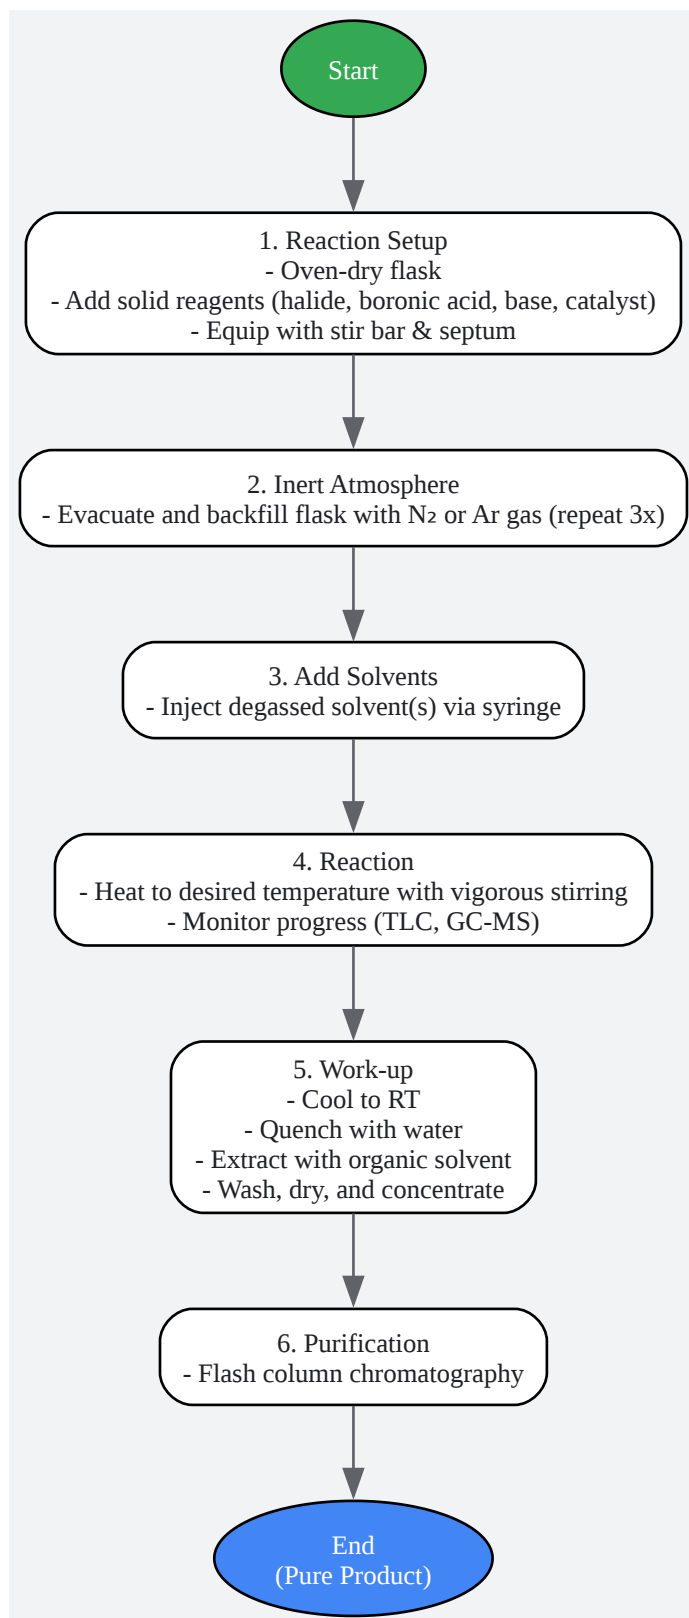 Start
1. Reaction Setup
- Oven-dry flask
- Add solid reagents (halide, boronic acid, base, catalyst)
- Equip with stir bar & septum
2. Inert Atmosphere
- Evacuate and backfill flask with N₂ or Ar gas (repeat 3x)
3. Add Solvents
- Inject degassed solvent(s) via syringe
4. Reaction
- Heat to desired temperature with vigorous stirring
- Monitor progress (TLC, GC-MS)
5. Work-up
- Cool to RT
- Quench with water
- Extract with organic solvent
- Wash, dry, and concentrate
6. Purification
- Flash column chromatography
End
(Pure Product)